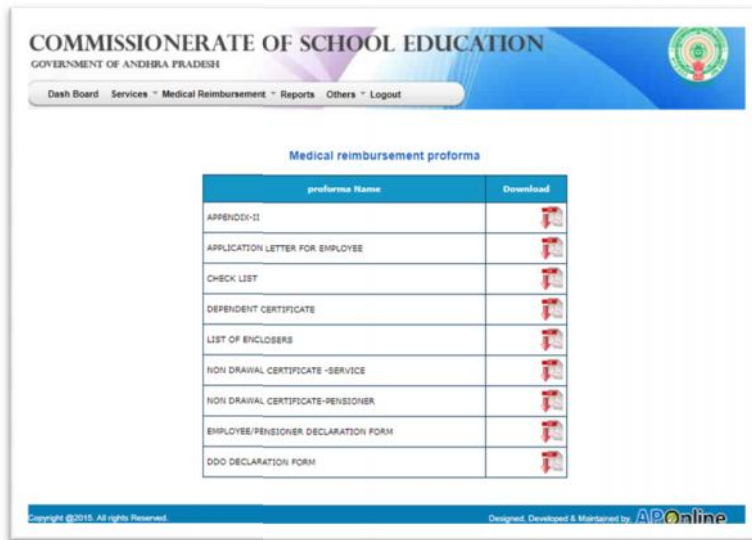 COMMISSIONERATE OF SCHOOL EDUCATION
GOVERNMENT OF ANDHRA PRADESH
Dash Board Services Medical Reimbursement Reports Others Logout
Medical reimbursement proforma
proforma Name Download
APPENDIX-II
APPLICATION LETTER FOR EMPLOYEE
CHECK LIST
DEPENDENT CERTIFICATE
LIST OF ENCLOSERS
NON DRAWAL CERTIFICATE -SERVICE
NON DRAWAL CERTIFICATE-PENSIONER
EMPLOYEE/PENSIONER DECLARATION FORM
DDO DECLARATION FORM
Copyright @2015. All rights Reserved. Designed, Developed & Maintained by APOnline